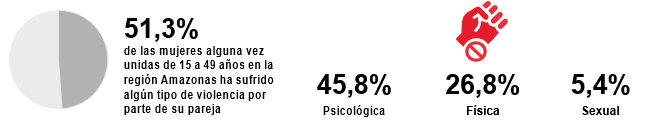 51,3%
de las mujeres alguna vez
unidas de 15 a 49 años en la
región Amazonas ha sufrido
algún tipo de violencia por
parte de su pareja
45,8%
Psicológica
26,8%
Física
5,4%
Sexual